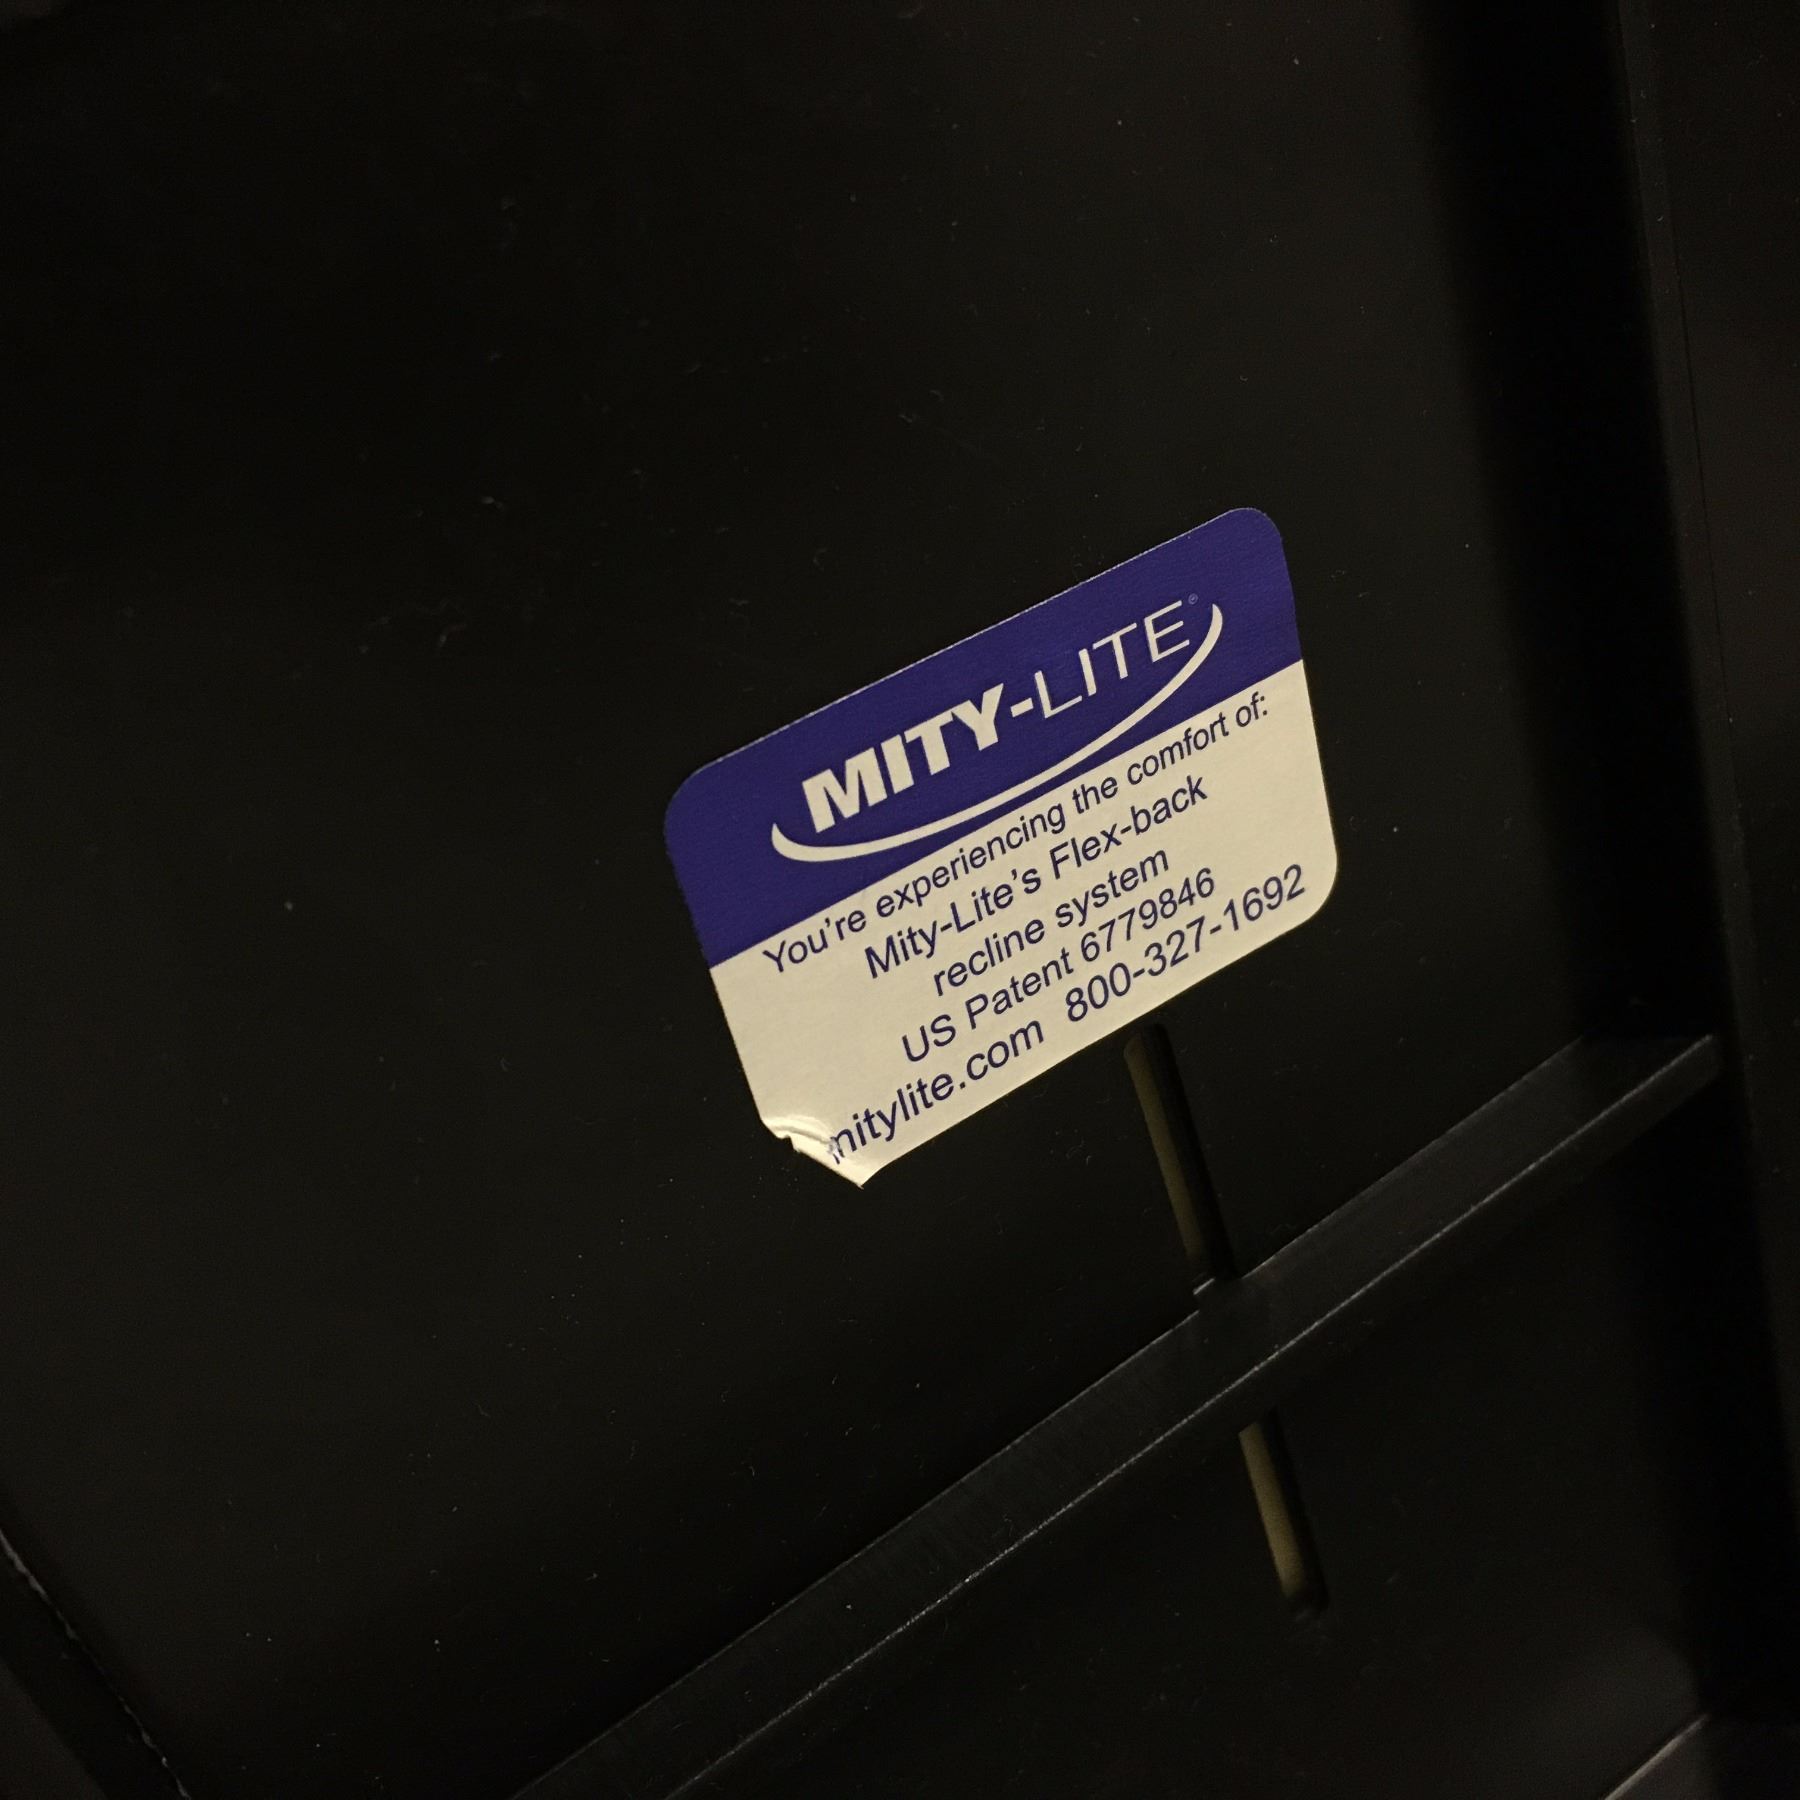 MITY-LITE®
You're experiencing the comfort of:
Mity-Lite's Flex-back
recline system
US Patent 6779846
mitylite.com 800-327-1692